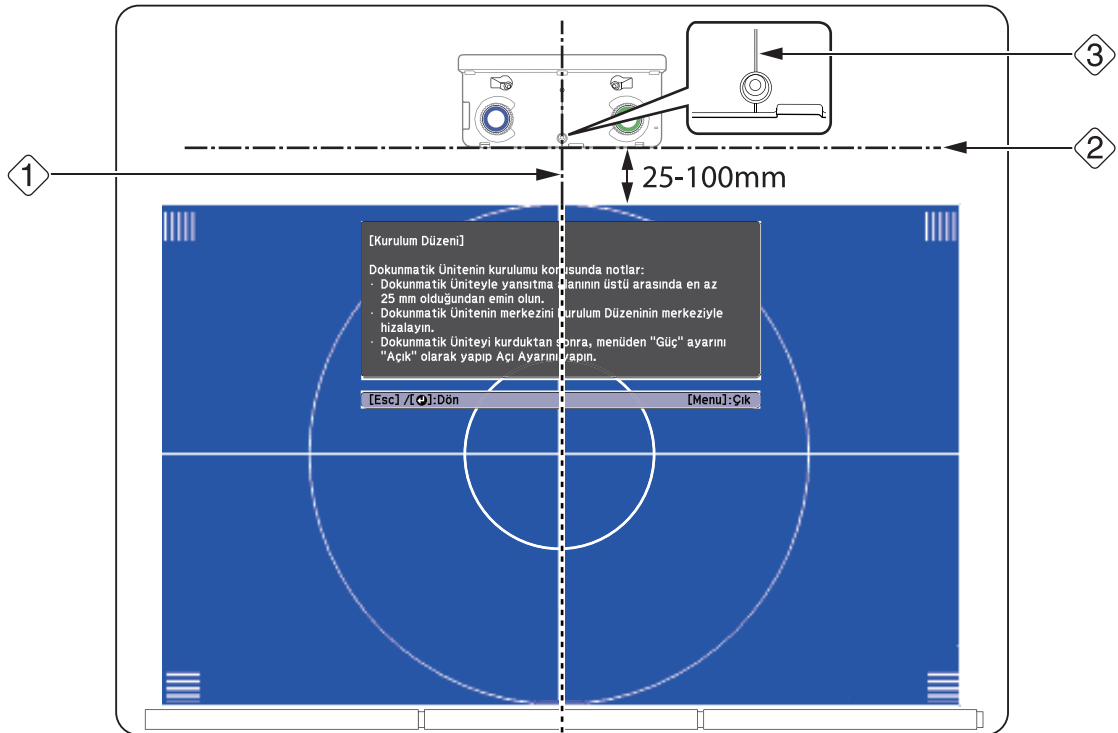 3
2
1
25-100mm
[Kurulum Düzeni]
Dokunmatik Ünitenin kurulumu konusunda notlar:
· Dokunmatik Üniteyle yansıtma alanının üstü arasında en az
25 mm olduğundan emin olun.
· Dokunmatik Ünitenin merkezini Kurulum Düzeninin merkeziyle
hizalayın.
· Dokunmatik Üniteyi kurduktan sonra, menüden "Güç" ayarını
"Açık" olarak yapıp Açı Ayarını yapın.
[Esc] /[↵]:Dön [Menu]:Çık